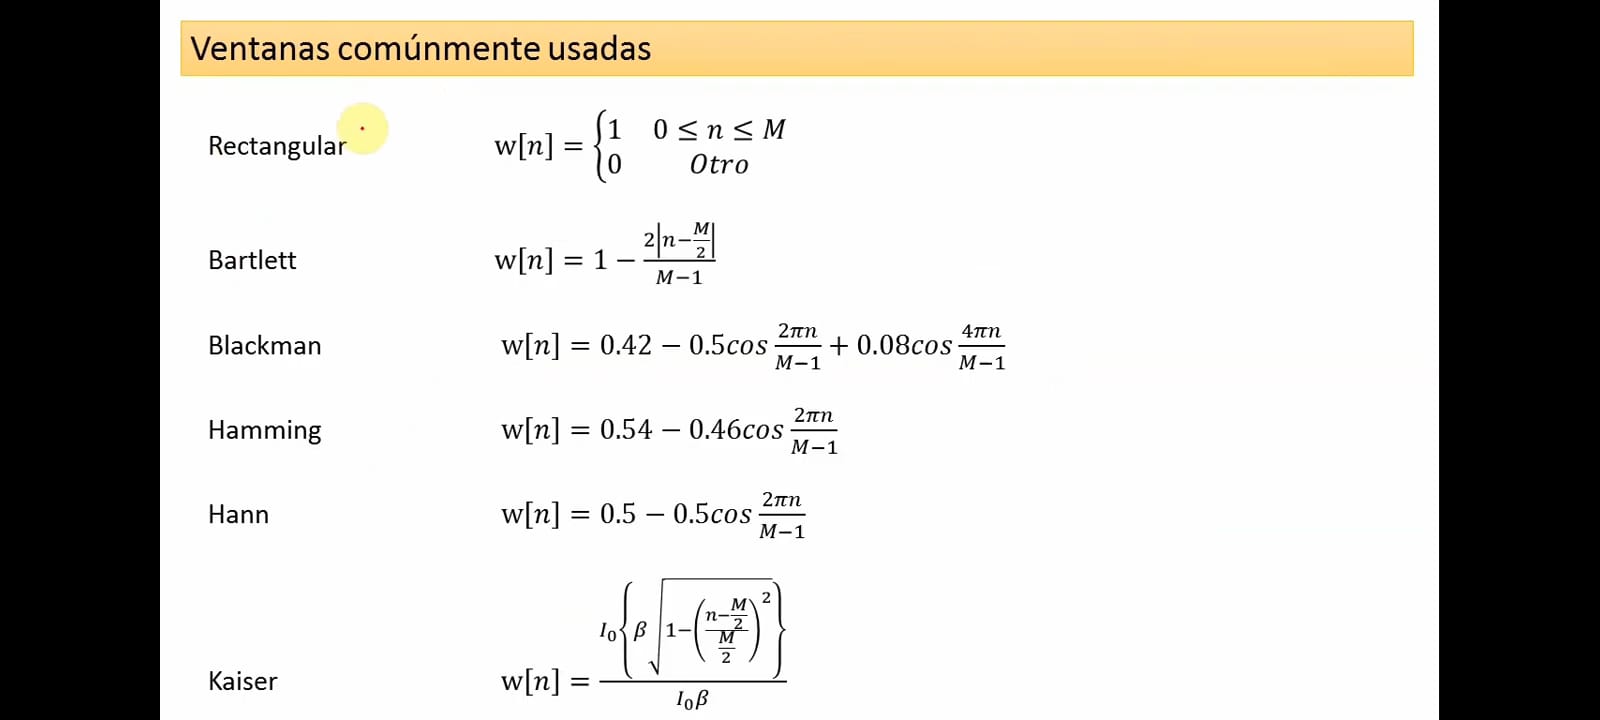 Ventanas comúnmente usadas
Rectangular w[n] = {1 0 ≤ n ≤ M
0 Otro
Bartlett w[n] = 1 − 2|n−M/2| / M−1
Blackman w[n] = 0.42 − 0.5cos 2πn/M−1 + 0.08cos 4πn/M−1
Hamming w[n] = 0.54 − 0.46cos 2πn/M−1
Hann w[n] = 0.5 − 0.5cos 2πn/M−1
Kaiser w[n] = I₀{β√1−(n−M/2 / M/2)²} / I₀β